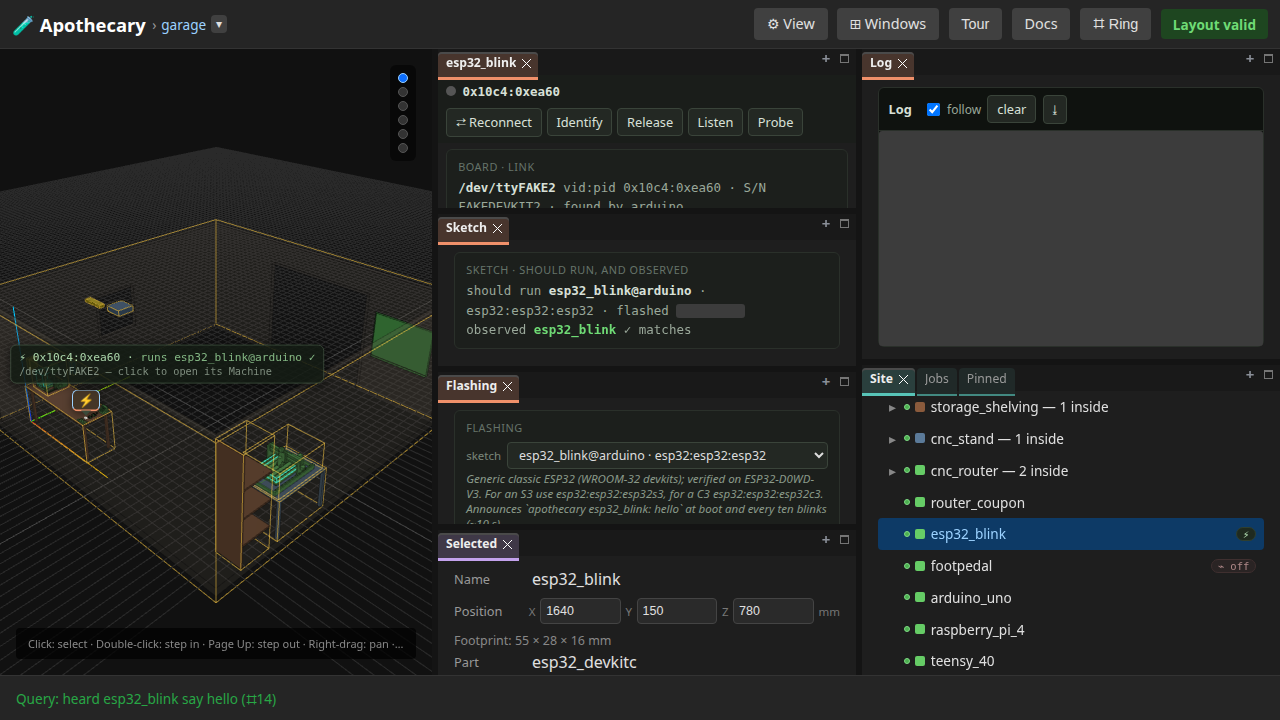 Apothecary › garage ▾
⚙ View
⊞ Windows
Tour
Docs
⌗ Ring
Layout valid
0x10c4:0xea60 · runs esp32_blink@arduino ✓
/dev/ttyFAKE2 — click to open its Machine
Click: select · Double-click: step in · Page Up: step out · Right-drag: pan ·…
esp32_blink
0x10c4:0xea60
⇄ Reconnect
Identify
Release
Listen
Probe
BOARD · LINK
/dev/ttyFAKE2 vid:pid 0x10c4:0xea60 · S/N
FAKEDEVKIT2 · found by arduino
Sketch
SKETCH · SHOULD RUN, AND OBSERVED
should run esp32_blink@arduino ·
esp32:esp32:esp32 · flashed
observed esp32_blink ✓ matches
Flashing
FLASHING
sketch esp32_blink@arduino · esp32:esp32:esp32
Generic classic ESP32 (WROOM-32 devkits); verified on ESP32-D0WD-
V3. For an S3 use esp32:esp32:esp32s3, for a C3 esp32:esp32:esp32c3.
Announces `apothecary esp32_blink: hello` at boot and every ten blinks
(~10 s).
Selected
Name esp32_blink
Position X 1640 Y 150 Z 780 mm
Footprint: 55 × 28 × 16 mm
Part esp32_devkitc
Log
Log follow clear ⤓
Site
Jobs
Pinned
▸ storage_shelving — 1 inside
▸ cnc_stand — 1 inside
▸ cnc_router — 2 inside
router_coupon
esp32_blink ⚡
footpedal ⌁ off
arduino_uno
raspberry_pi_4
teensy_40
Query: heard esp32_blink say hello (⌗14)